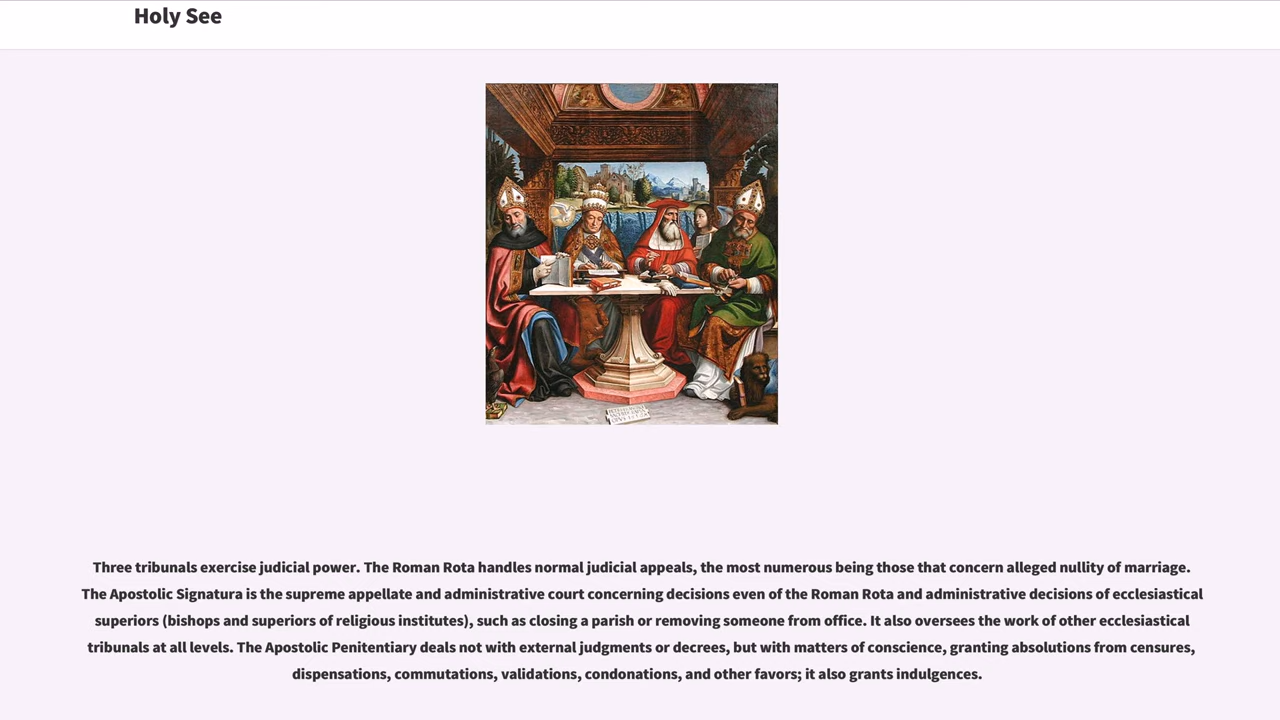 Holy See
Three tribunals exercise judicial power. The Roman Rota handles normal judicial appeals, the most numerous being those that concern alleged nullity of marriage.
The Apostolic Signatura is the supreme appellate and administrative court concerning decisions even of the Roman Rota and administrative decisions of ecclesiastical
superiors (bishops and superiors of religious institutes), such as closing a parish or removing someone from office. It also oversees the work of other ecclesiastical
tribunals at all levels. The Apostolic Penitentiary deals not with external judgments or decrees, but with matters of conscience, granting absolutions from censures,
dispensations, commutations, validations, condonations, and other favors; it also grants indulgences.